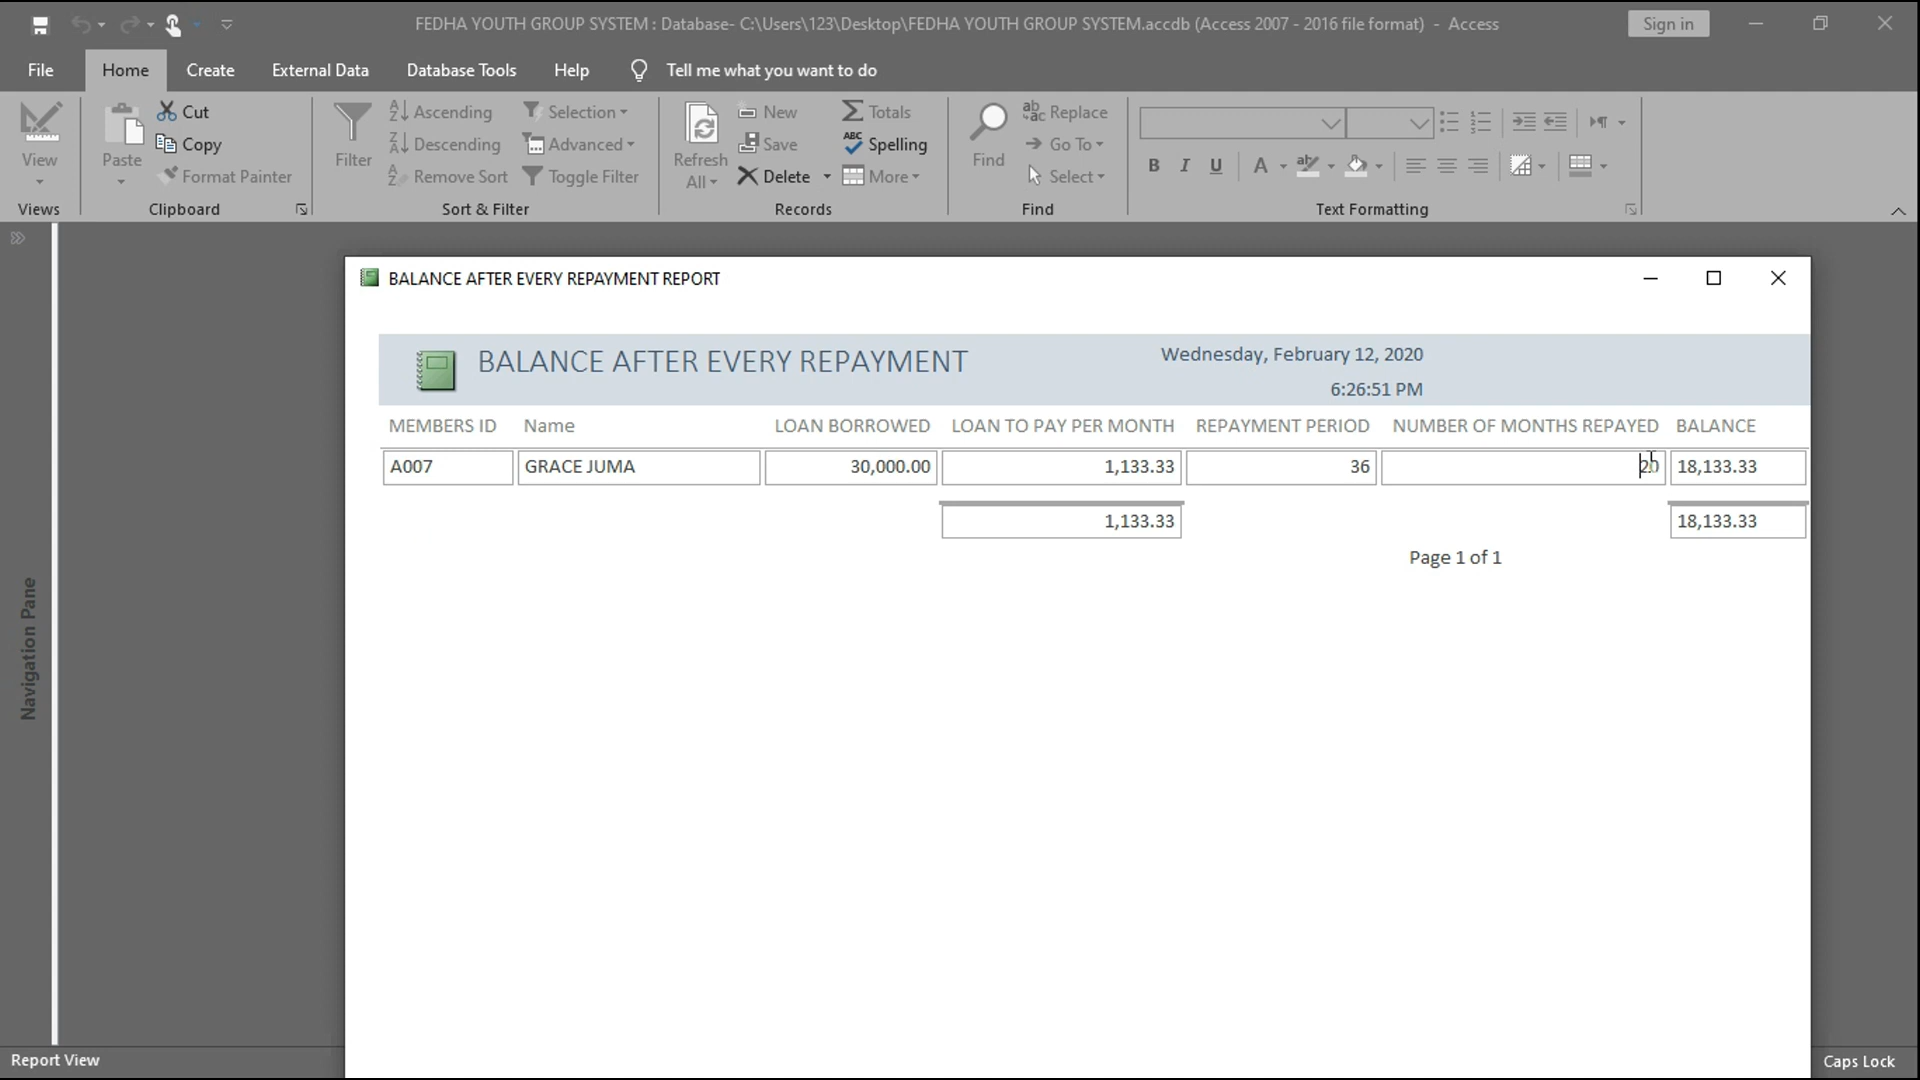 FEDHA YOUTH GROUP SYSTEM : Database- C:\Users\123\Desktop\FEDHA YOUTH GROUP SYSTEM.accdb (Access 2007 - 2016 file format) - Access
Sign in
File Home Create External Data Database Tools Help Tell me what you want to do
View
Views
Paste
Cut
Copy
Format Painter
Clipboard
Filter
Ascending
Descending
Remove Sort
Selection
Advanced
Toggle Filter
Sort & Filter
Refresh
All
New
Save
Delete
Totals
Spelling
More
Records
Find
Replace
Go To
Select
Find
B I U A
Text Formatting
Navigation Pane
BALANCE AFTER EVERY REPAYMENT REPORT
BALANCE AFTER EVERY REPAYMENT
Wednesday, February 12, 2020
6:26:51 PM
MEMBERS ID Name LOAN BORROWED LOAN TO PAY PER MONTH REPAYMENT PERIOD NUMBER OF MONTHS REPAYED BALANCE
A007 GRACE JUMA 30,000.00 1,133.33 36 20 18,133.33
1,133.33 18,133.33
Page 1 of 1
Report View
Caps Lock